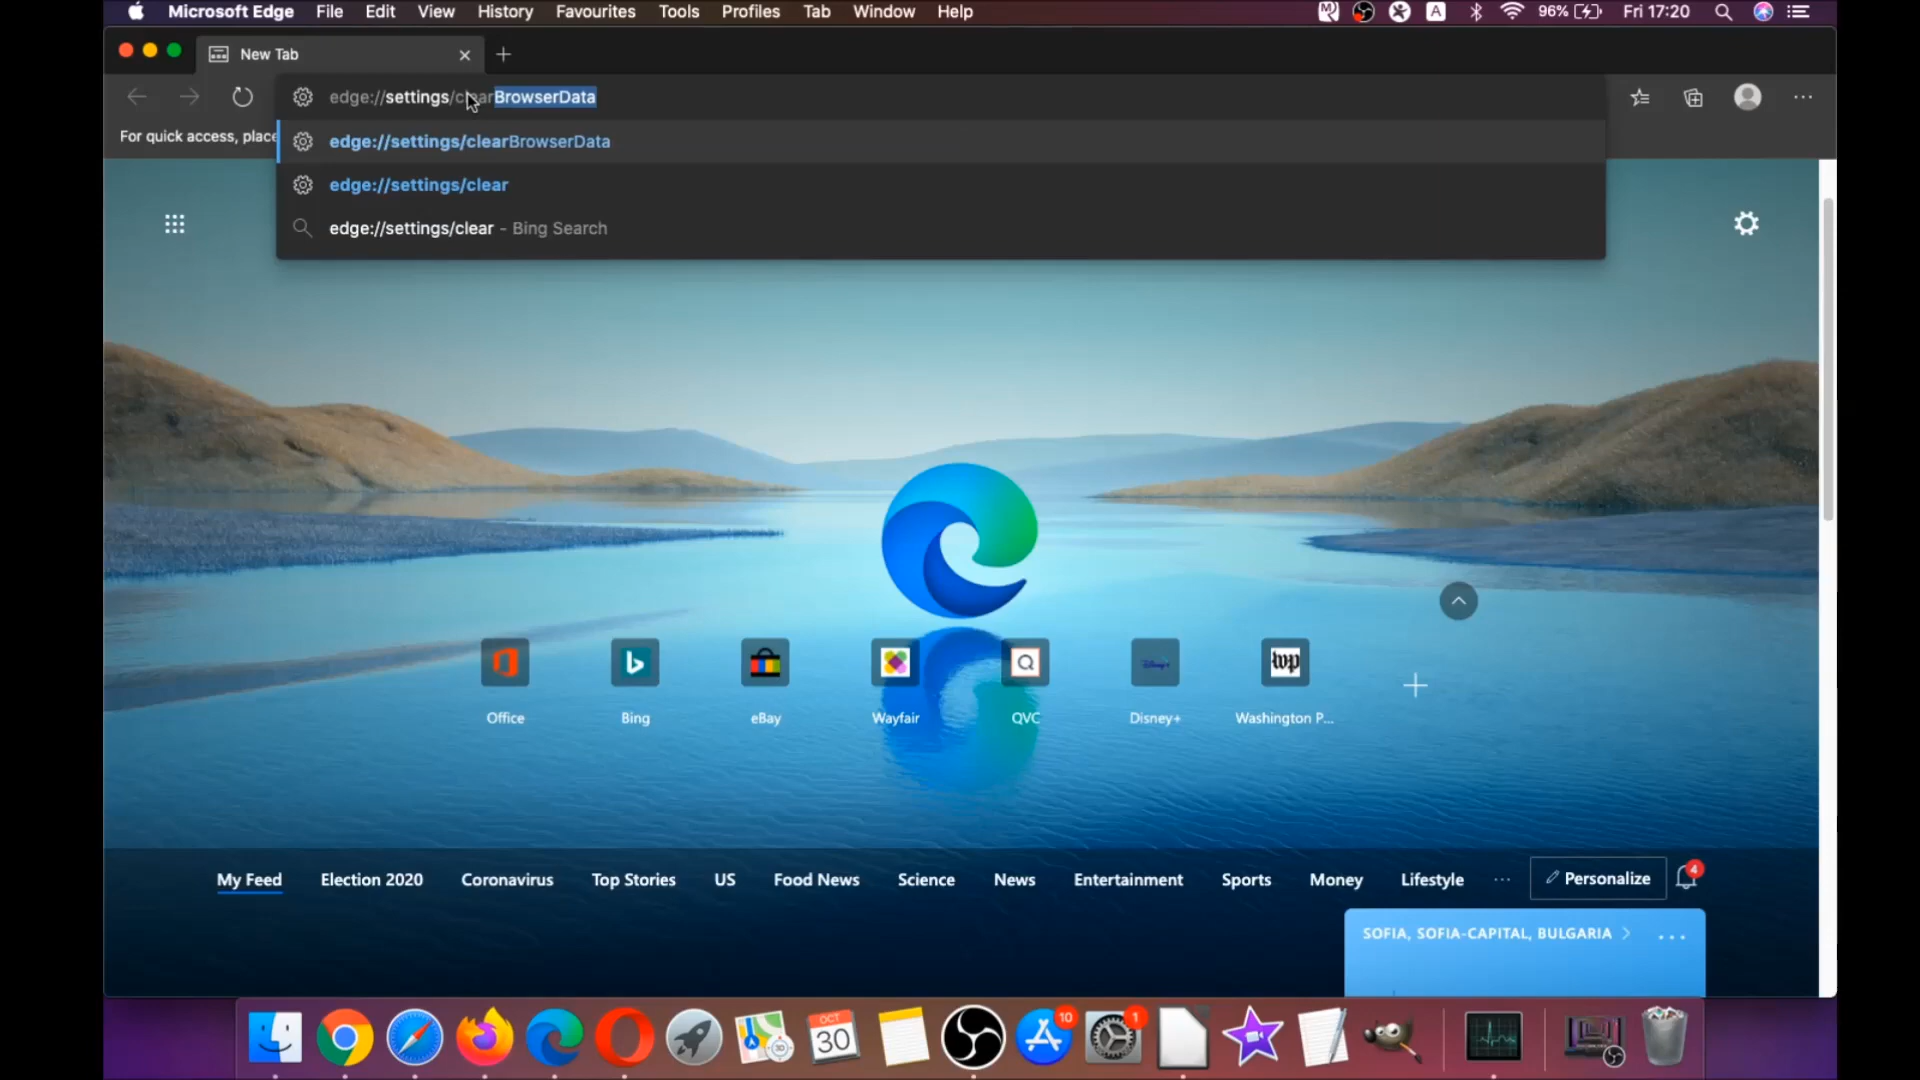 Microsoft Edge File Edit View History Favourites Tools Profiles Tab Window Help A 96% Fri 17:20
New Tab
edge://settings/clearBrowserData
For quick access, place
edge://settings/clearBrowserData
edge://settings/clear
edge://settings/clear - Bing Search
Office Bing eBay Wayfair QVC Disney+ Washington P...
My Feed Election 2020 Coronavirus Top Stories US Food News Science News Entertainment Sports Money Lifestyle ... Personalize 4
SOFIA, SOFIA-CAPITAL, BULGARIA
OCT
30
10
1